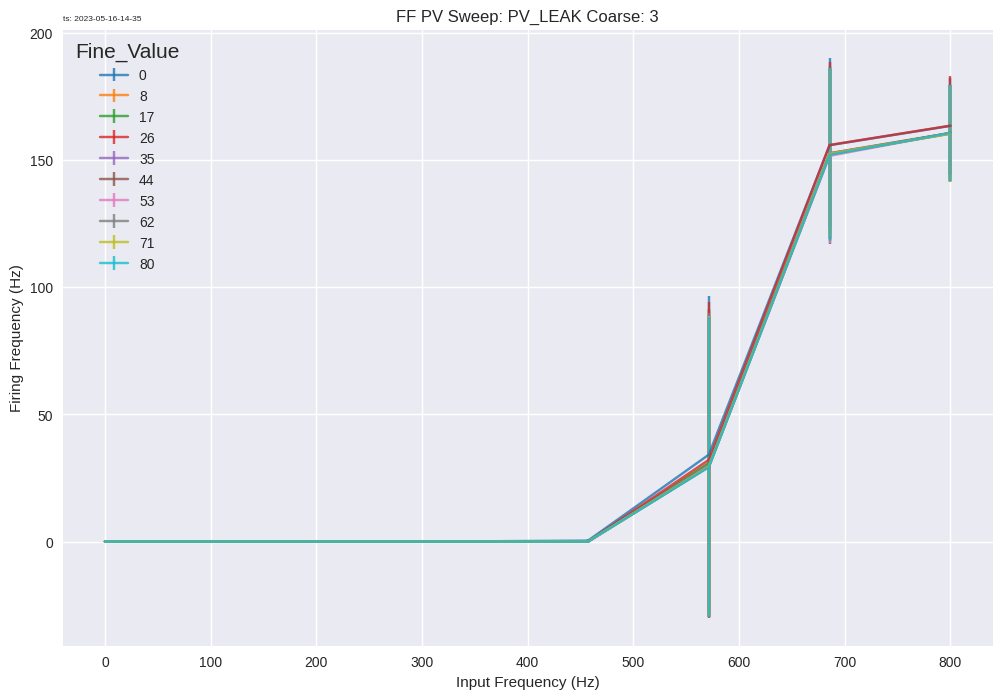 ts: 2023-05-16-14-35
FF PV Sweep: PV_LEAK Coarse: 3
Fine_Value
0
8
17
26
35
44
53
62
71
80
200
150
100
50
0
Firing Frequency (Hz)
0 100 200 300 400 500 600 700 800
Input Frequency (Hz)